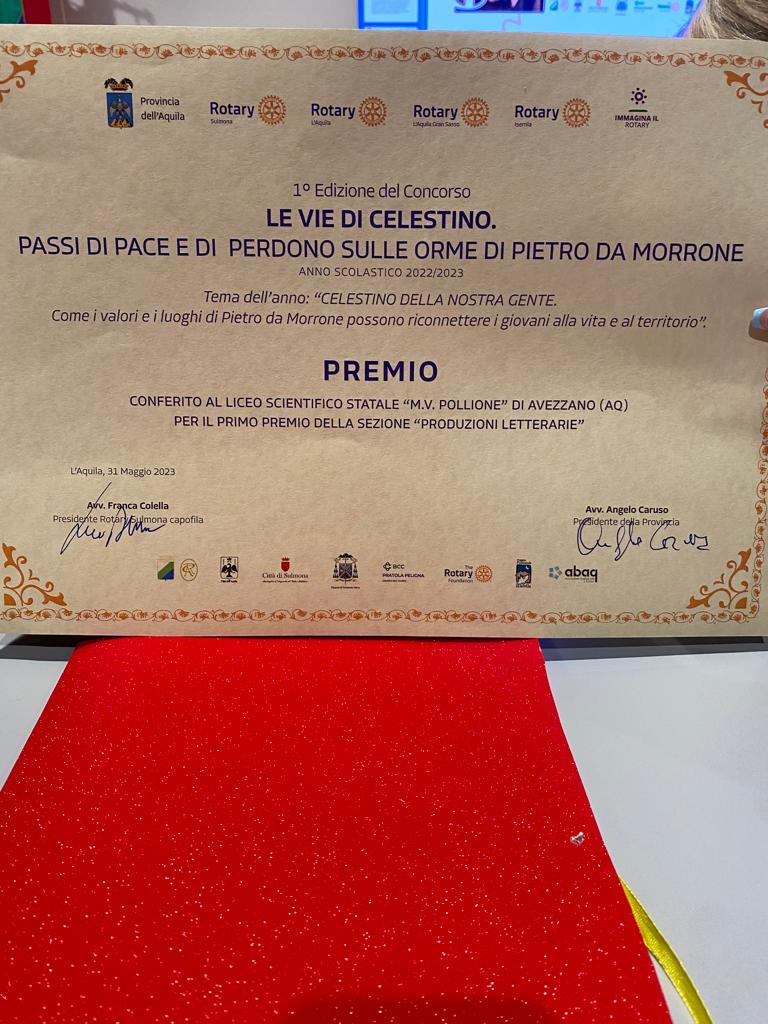 Provincia
dell'Aquila
Rotary
Sulmona
Rotary
L'Aquila
Rotary
L'Aquila Gran Sasso
Rotary
Isernia
IMMAGINA IL
ROTARY
1° Edizione del Concorso
LE VIE DI CELESTINO.
PASSI DI PACE E DI PERDONO SULLE ORME DI PIETRO DA MORRONE
ANNO SCOLASTICO 2022/2023
Tema dell'anno: "CELESTINO DELLA NOSTRA GENTE.
Come i valori e i luoghi di Pietro da Morrone possono riconnettere i giovani alla vita e al territorio".
PREMIO
CONFERITO AL LICEO SCIENTIFICO STATALE "M.V. POLLIONE" DI AVEZZANO (AQ)
PER IL PRIMO PREMIO DELLA SEZIONE "PRODUZIONI LETTERARIE"
L'Aquila, 31 Maggio 2023
Avv. Franca Colella
Presidente Rotary Sulmona capofila
Avv. Angelo Caruso
Presidente della Provincia
Città di Sulmona
BCC
PRATOLA PELIGNA
The
Rotary
Foundation
abaq